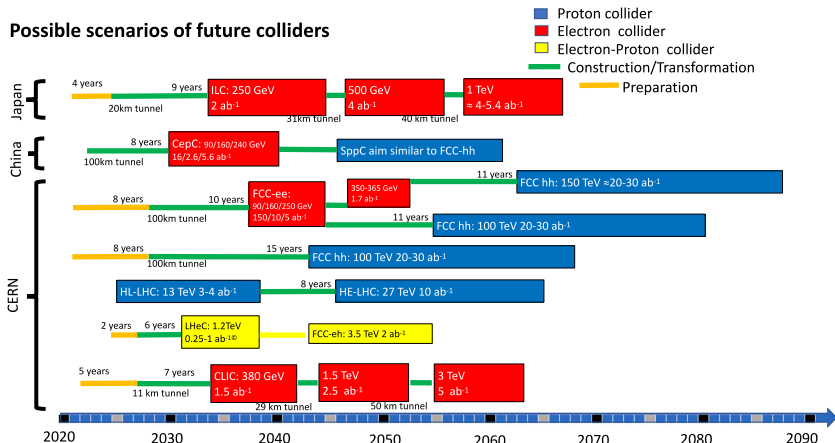 Possible scenarios of future colliders
Proton collider
Electron collider
Electron-Proton collider
Construction/Transformation
Preparation
Japan
4 years
9 years
20km tunnel
ILC: 250 GeV
2 ab-1
31km tunnel
500 GeV
4 ab-1
40 km tunnel
1 TeV
≈ 4-5.4 ab-1
China
8 years
100km tunnel
CepC: 90/160/240 GeV
16/2.6/5.6 ab-1
SppC aim similar to FCC-hh
CERN
8 years
100km tunnel
10 years
FCC-ee:
90/160/250 GeV
150/10/5 ab-1
350-365 GeV
1.7 ab-1
11 years
FCC hh: 150 TeV ≈20-30 ab-1
11 years
FCC hh: 100 TeV 20-30 ab-1
8 years
100km tunnel
15 years
FCC hh: 100 TeV 20-30 ab-1
HL-LHC: 13 TeV 3-4 ab-1
8 years
HE-LHC: 27 TeV 10 ab-1
2 years
6 years
LHeC: 1.2TeV
0.25-1 ab-1
FCC-eh: 3.5 TeV 2 ab-1
5 years
7 years
11 km tunnel
CLIC: 380 GeV
1.5 ab-1
29 km tunnel
1.5 TeV
2.5 ab-1
50 km tunnel
3 TeV
5 ab-1
2020
2030
2040
2050
2060
2070
2080
2090